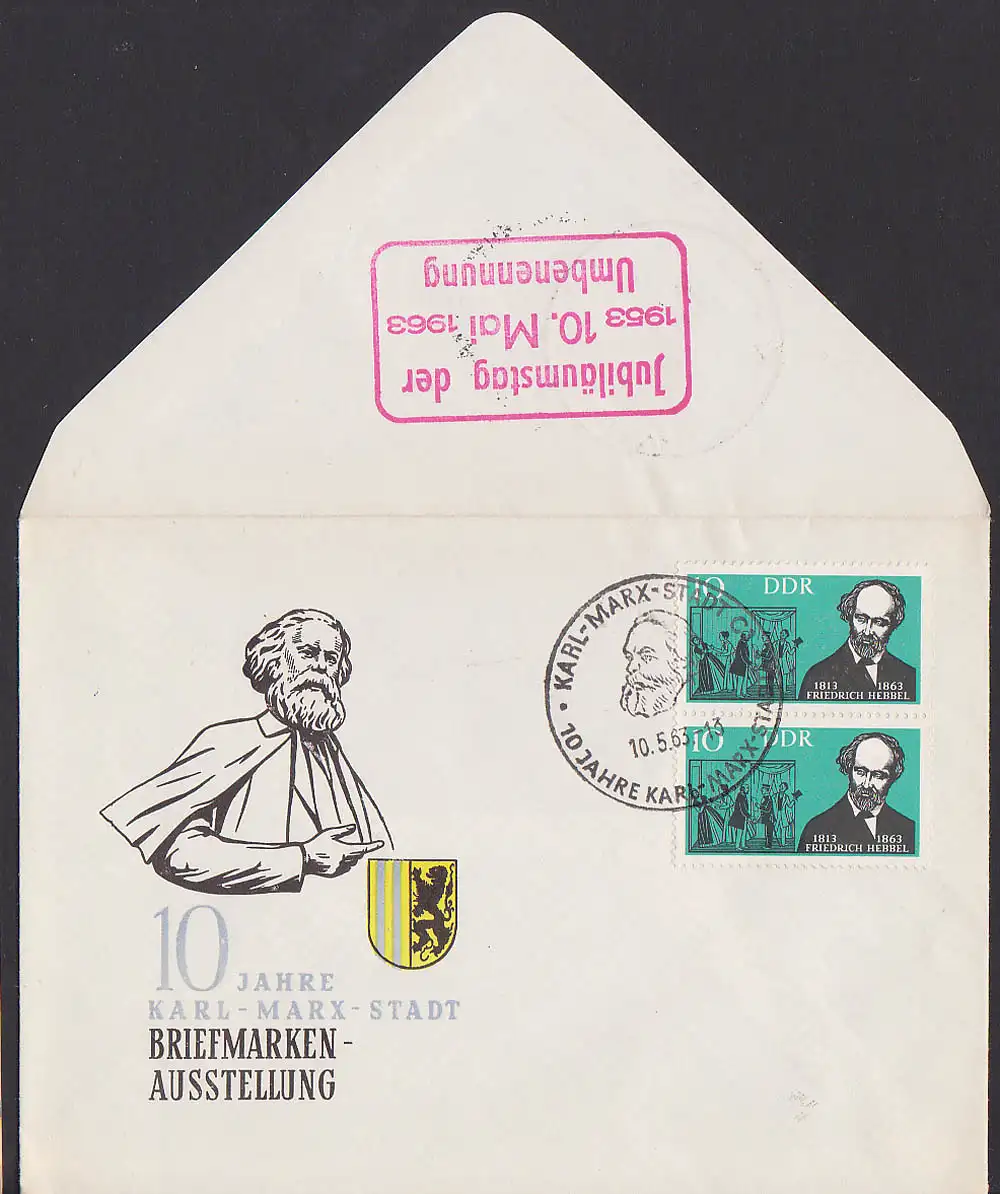 Jubiläumstag der
1953 10. Mai 1963
Umbenennung
KARL-MARX-STADT
10.5.63-13
• 10 JAHRE KARL-MARX-STADT
10 DDR
1813 1863
FRIEDRICH HEBBEL
10 DDR
1813 1863
FRIEDRICH HEBBEL
10 JAHRE
KARL-MARX-STADT
BRIEFMARKEN-
AUSSTELLUNG